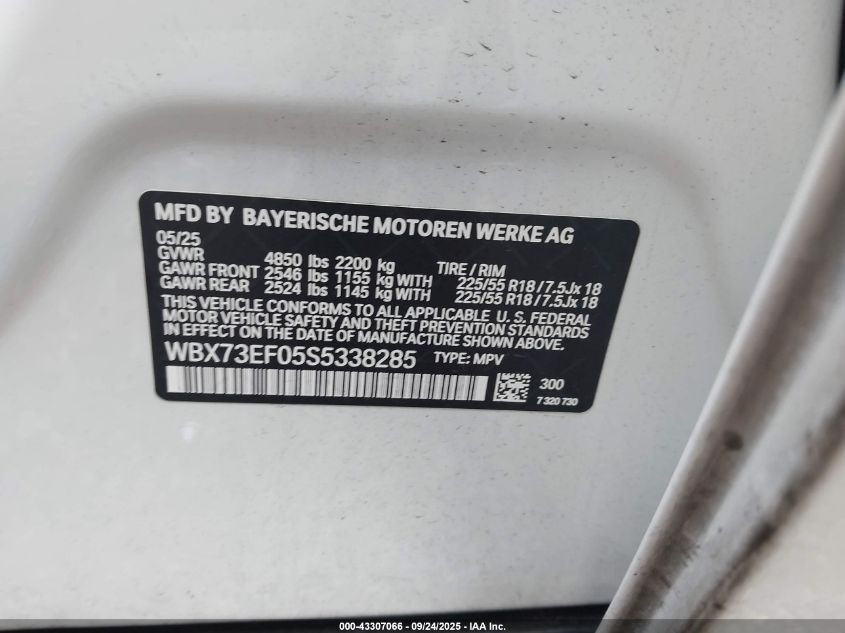 MFD BY BAYERISCHE MOTOREN WERKE AG
05/25
GVWR 4850 lbs 2200 kg TIRE / RIM
GAWR FRONT 2546 lbs 1155 kg WITH 225/55 R18 / 7.5Jx 18
GAWR REAR 2524 lbs 1145 kg WITH 225/55 R18 / 7.5Jx 18
THIS VEHICLE CONFORMS TO ALL APPLICABLE U. S. FEDERAL
MOTOR VEHICLE SAFETY AND THEFT PREVENTION STANDARDS
IN EFFECT ON THE DATE OF MANUFACTURE SHOWN ABOVE.
WBX73EF05S5338285 TYPE: MPV
300
7 320 730
000-43307066 - 09/24/2025 - IAA Inc.